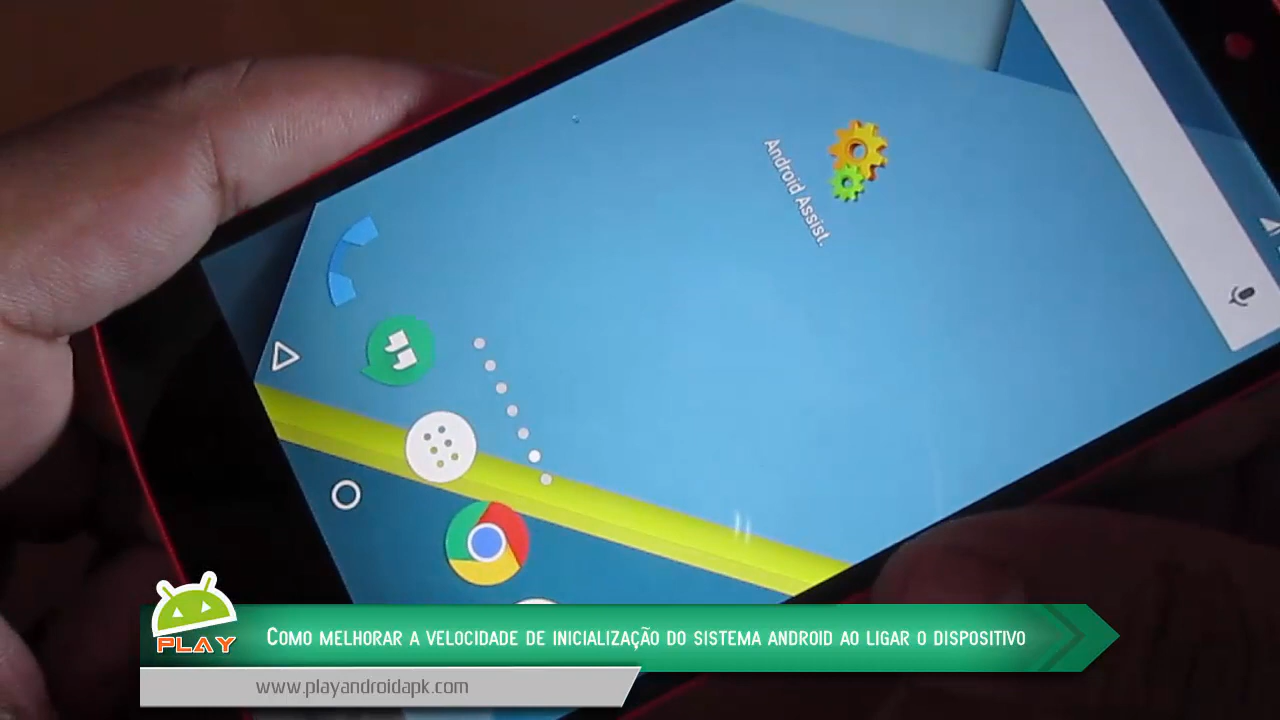 Android Assist.
PLAY
Como melhorar a velocidade de inicialização do sistema android ao ligar o dispositivo
www.playandroidapk.com